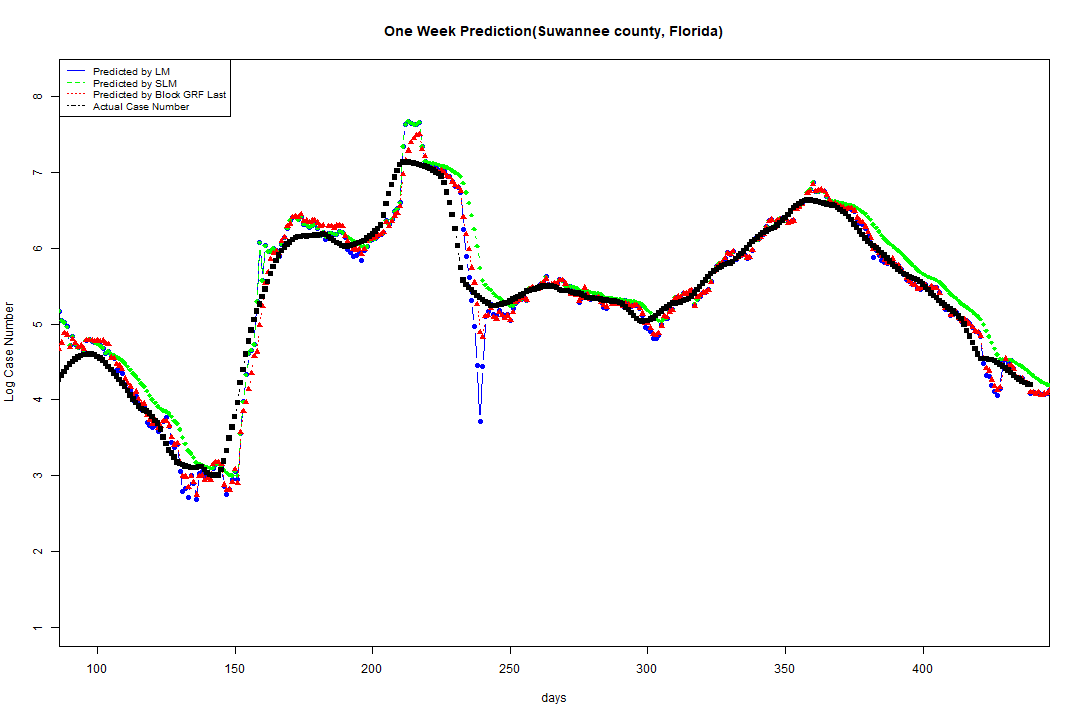 One Week Prediction(Suwannee county, Florida)
Predicted by LM
Predicted by SLM
Predicted by Block GRF Last
Actual Case Number
8
7
6
5
4
3
2
1
Log Case Number
100 150 200 250 300 350 400
days